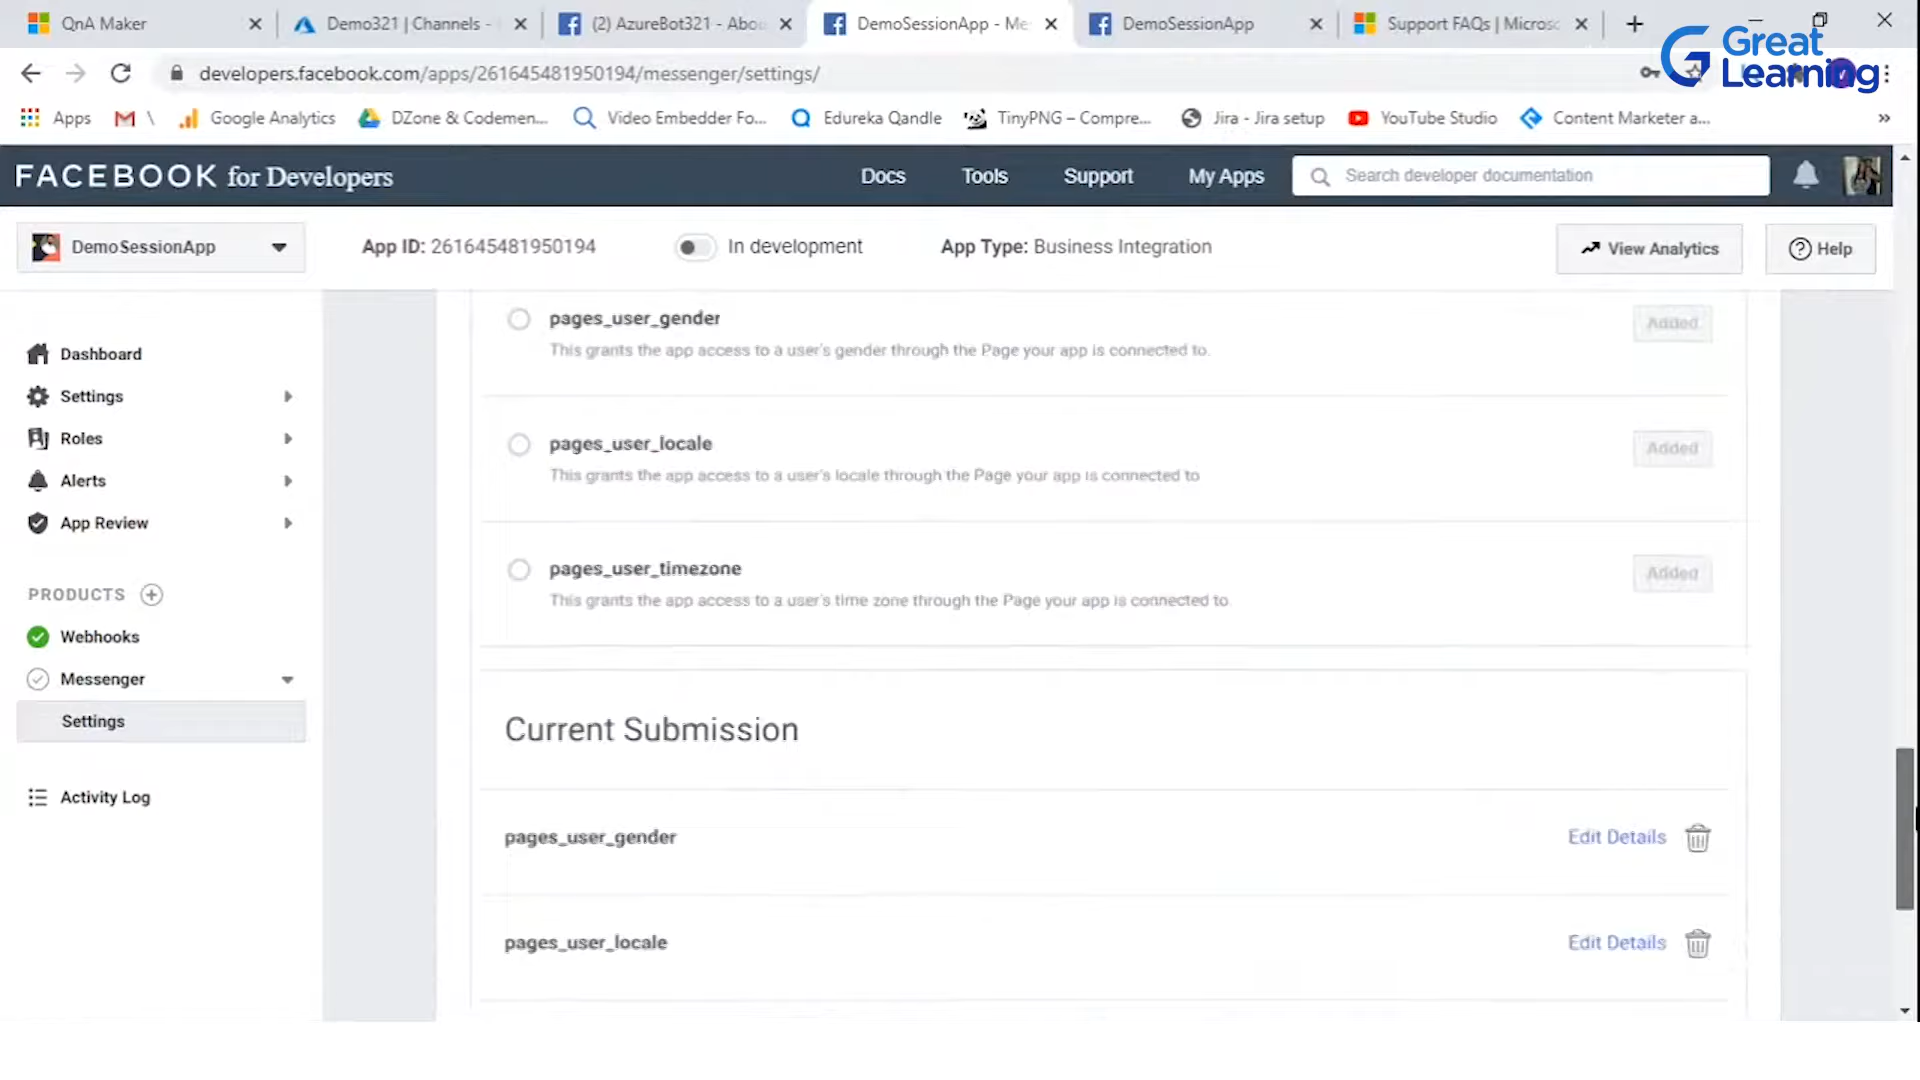 QnA Maker
Demo321 | Channels -
(2) AzureBot321 - Abou
DemoSessionApp - Me
DemoSessionApp
Support FAQs | Microsc
Great
Learning
developers.facebook.com/apps/261645481950194/messenger/settings/
Apps
Google Analytics
DZone & Codemen...
Video Embedder Fo...
Edureka Qandle
TinyPNG – Compre...
Jira - Jira setup
YouTube Studio
Content Marketer a...
»
FACEBOOK for Developers
Docs
Tools
Support
My Apps
Search developer documentation
DemoSessionApp
App ID: 261645481950194
In development
App Type: Business Integration
View Analytics
Help
Dashboard
Settings
Roles
Alerts
App Review
PRODUCTS
Webhooks
Messenger
Settings
Activity Log
pages_user_gender
Added
This grants the app access to a user's gender through the Page your app is connected to.
pages_user_locale
Added
This grants the app access to a user's locale through the Page your app is connected to
pages_user_timezone
Added
This grants the app access to a user's time zone through the Page your app is connected to
Current Submission
pages_user_gender
Edit Details
pages_user_locale
Edit Details